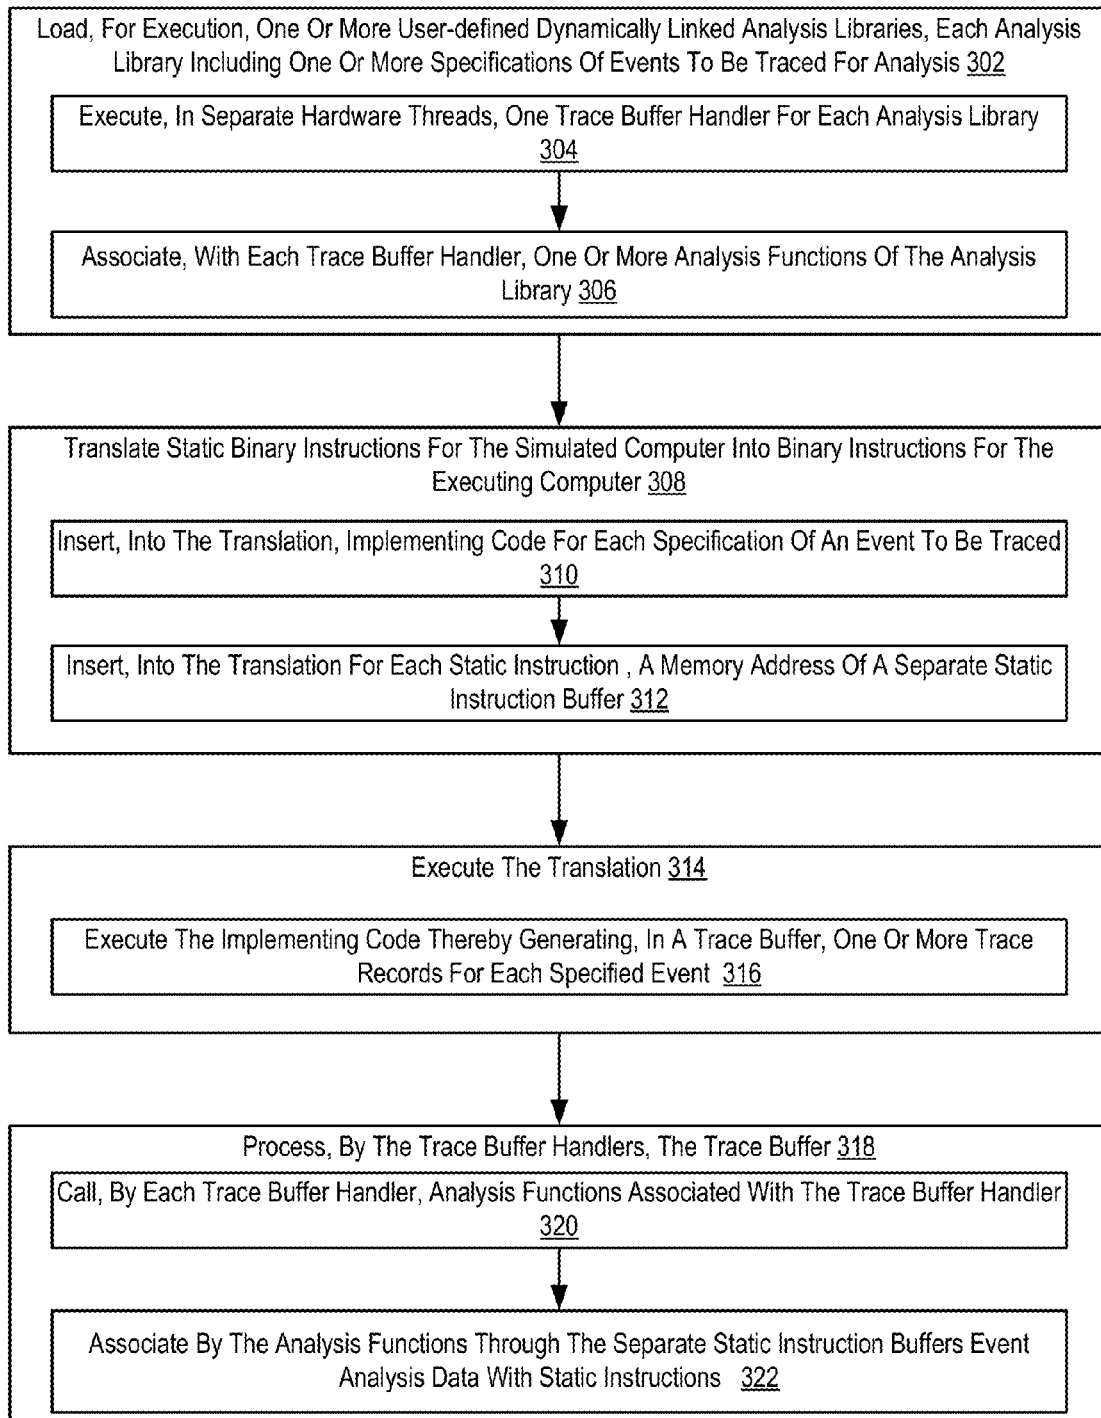 Load, For Execution, One Or More User-defined Dynamically Linked Analysis Libraries, Each Analysis
Library Including One Or More Specifications Of Events To Be Traced For Analysis 302
Execute, In Separate Hardware Threads, One Trace Buffer Handler For Each Analysis Library
304
Associate, With Each Trace Buffer Handler, One Or More Analysis Functions Of The Analysis
Library 306
Translate Static Binary Instructions For The Simulated Computer Into Binary Instructions For The
Executing Computer 308
Insert, Into The Translation, Implementing Code For Each Specification Of An Event To Be Traced
310
Insert, Into The Translation For Each Static Instruction , A Memory Address Of A Separate Static
Instruction Buffer 312
Execute The Translation 314
Execute The Implementing Code Thereby Generating, In A Trace Buffer, One Or More Trace
Records For Each Specified Event 316
Process, By The Trace Buffer Handlers, The Trace Buffer 318
Call, By Each Trace Buffer Handler, Analysis Functions Associated With The Trace Buffer Handler
320
Associate By The Analysis Functions Through The Separate Static Instruction Buffers Event
Analysis Data With Static Instructions 322